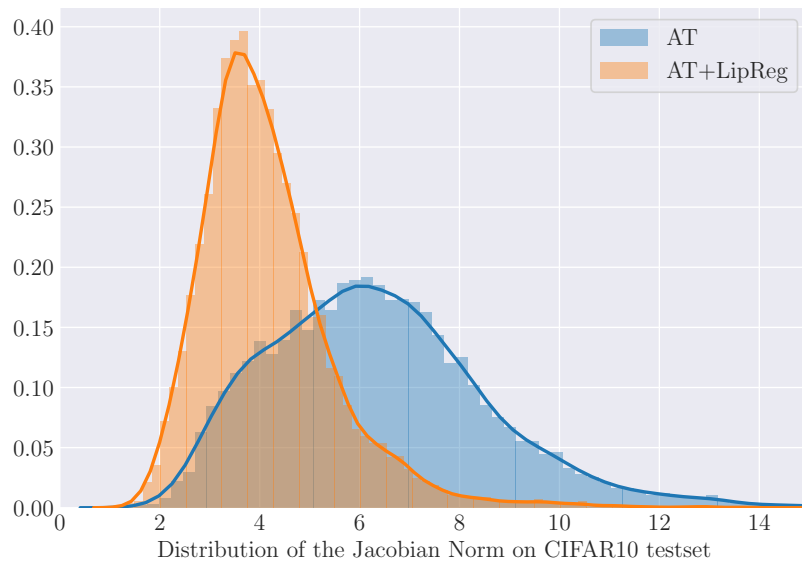 0.40
0.35
0.30
0.25
0.20
0.15
0.10
0.05
0.00
AT
AT+LipReg
0 2 4 6 8 10 12 14
Distribution of the Jacobian Norm on CIFAR10 testset